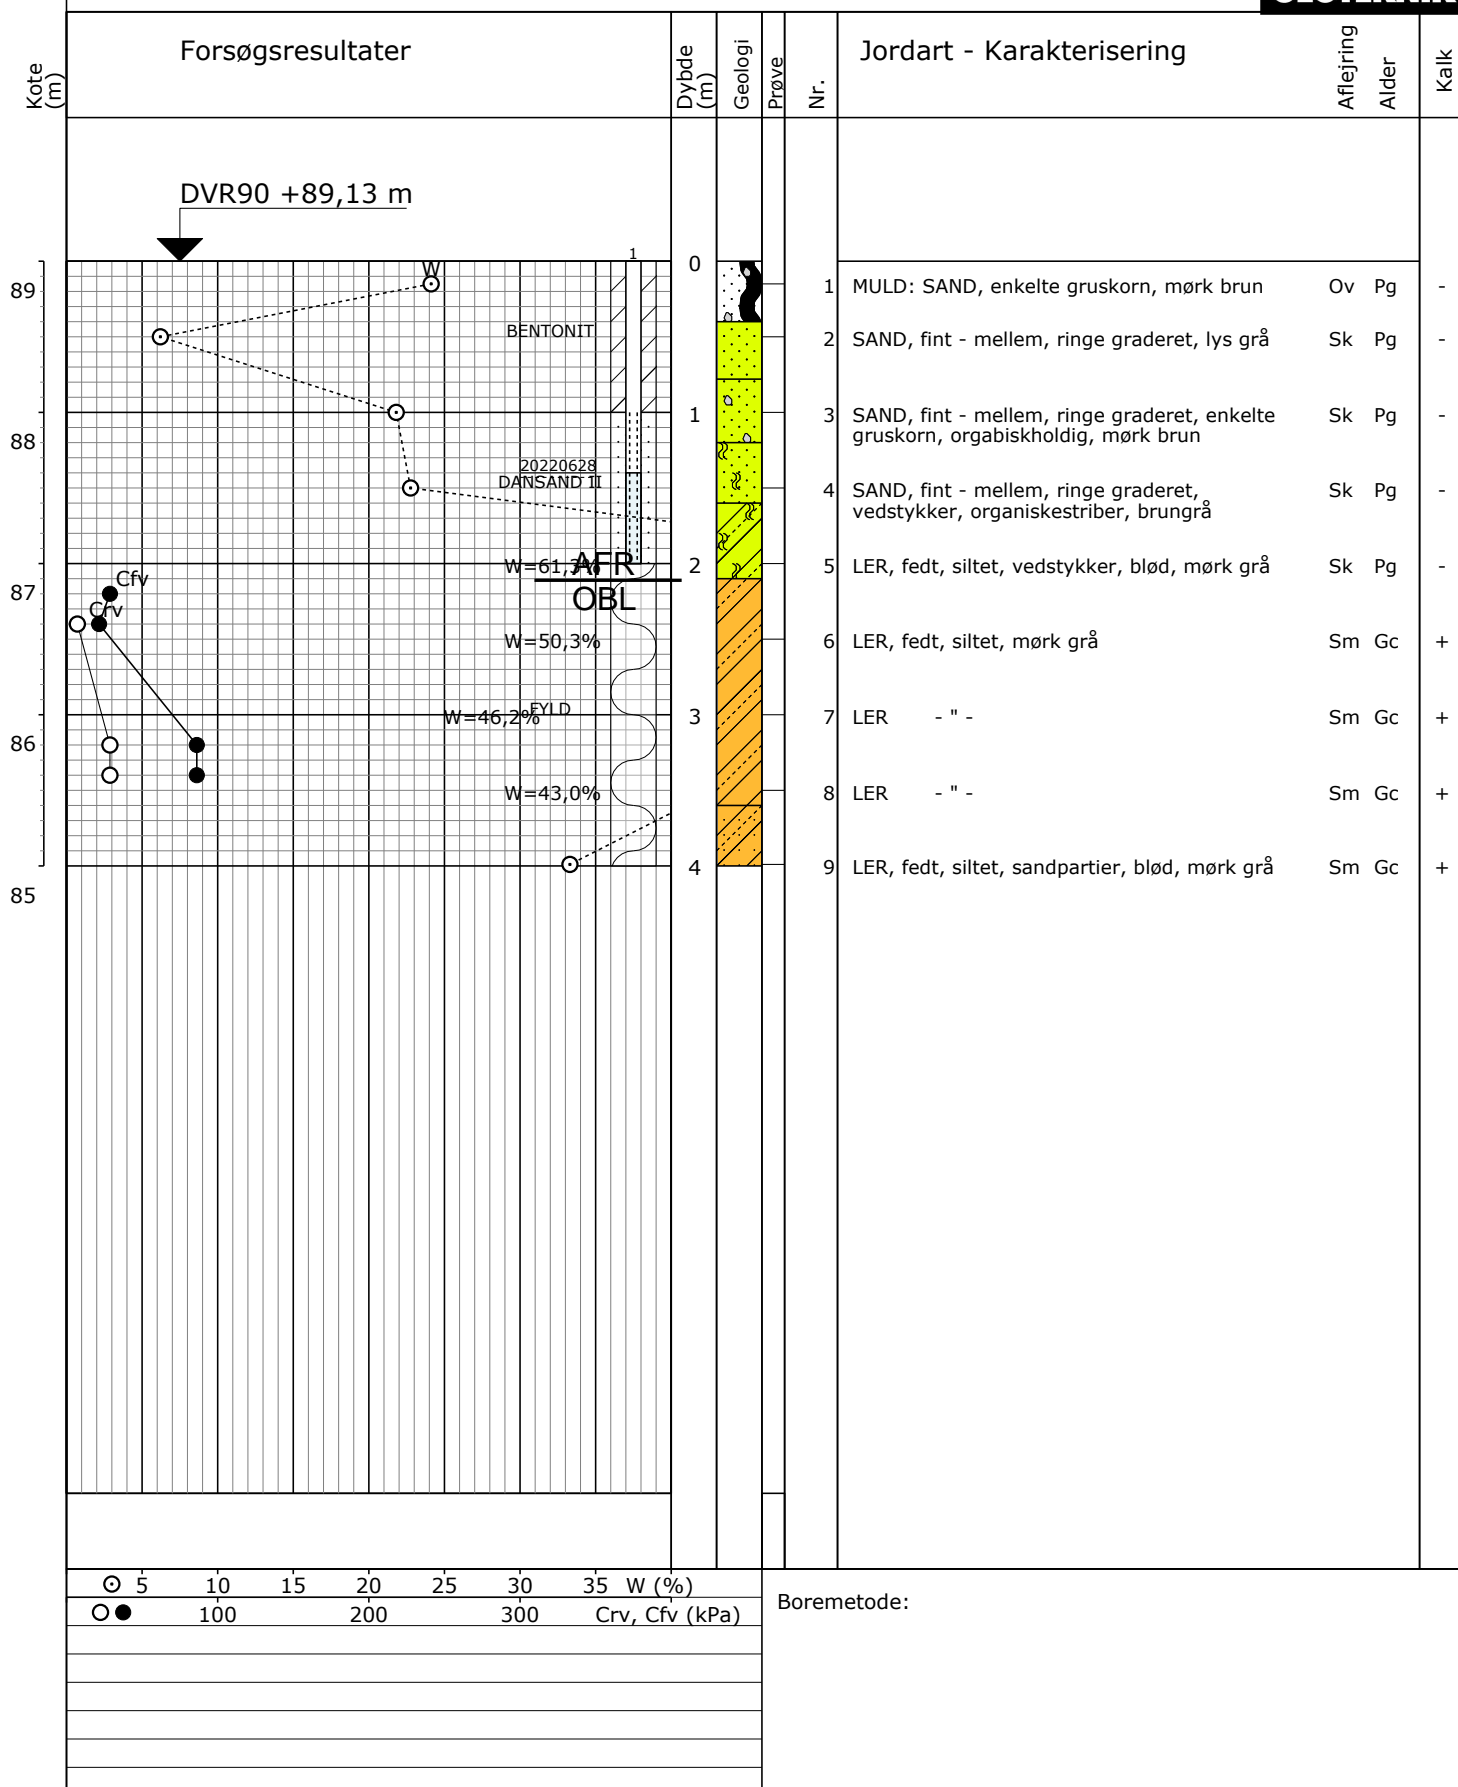 Kote (m)
Forsøgsresultater
Dybde (m)
Geologi
Prøve
Nr.
Jordart - Karakterisering
Aflejring
Alder
Kalk
DVR90 +89,13 m
1
W
0
89
1 MULD: SAND, enkelte gruskorn, mørk brun Ov Pg -
BENTONIT
2 SAND, fint - mellem, ringe graderet, lys grå Sk Pg -
1
3 SAND, fint - mellem, ringe graderet, enkelte Sk Pg -
gruskorn, orgabiskholdig, mørk brun
88
20220628
DANSAND II
4 SAND, fint - mellem, ringe graderet, Sk Pg -
vedstykker, organiskestriber, brungrå
W=61,3%
AFR
2
5 LER, fedt, siltet, vedstykker, blød, mørk grå Sk Pg -
Cfv
87
OBL
Crv
W=50,3%
6 LER, fedt, siltet, mørk grå Sm Gc +
FYLD
W=46,2%
3
7 LER - " - Sm Gc +
86
W=43,0%
8 LER - " - Sm Gc +
4
9 LER, fedt, siltet, sandpartier, blød, mørk grå Sm Gc +
85
5 10 15 20 25 30 35 W (%)
100 200 300 Crv, Cfv (kPa)
Boremetode: